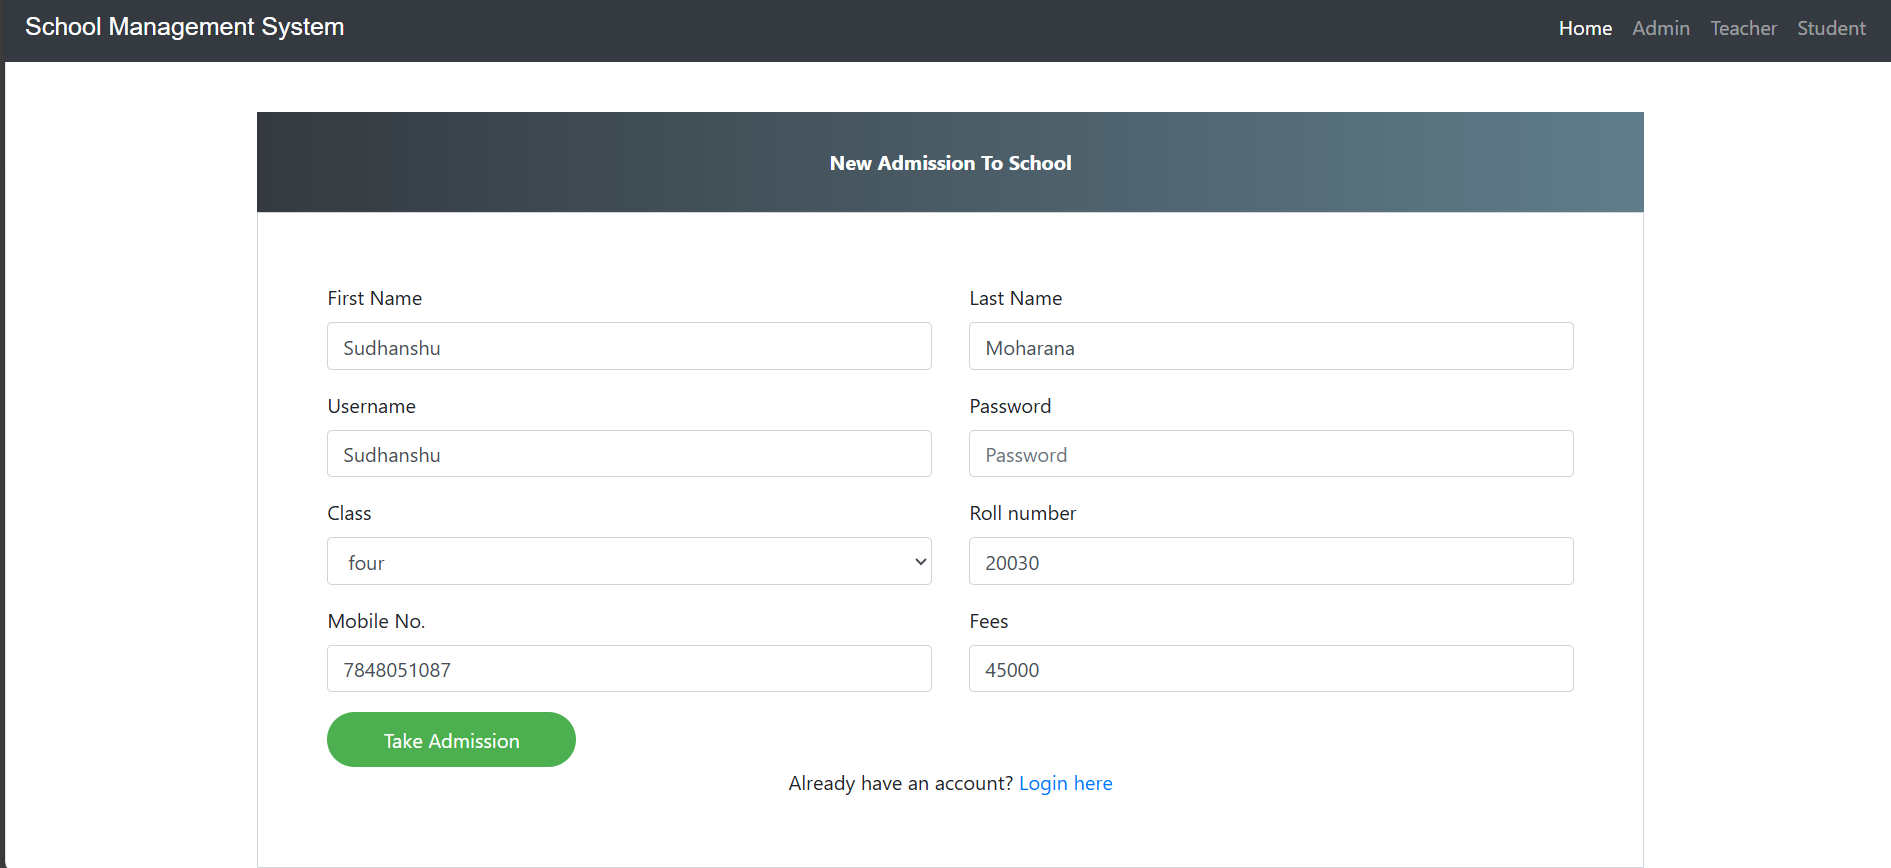 School Management System
Home Admin Teacher Student
New Admission To School
First Name Last Name
Sudhanshu Moharana
Username Password
Sudhanshu Password
Class Roll number
four 20030
Mobile No. Fees
7848051087 45000
Take Admission
Already have an account? Login here